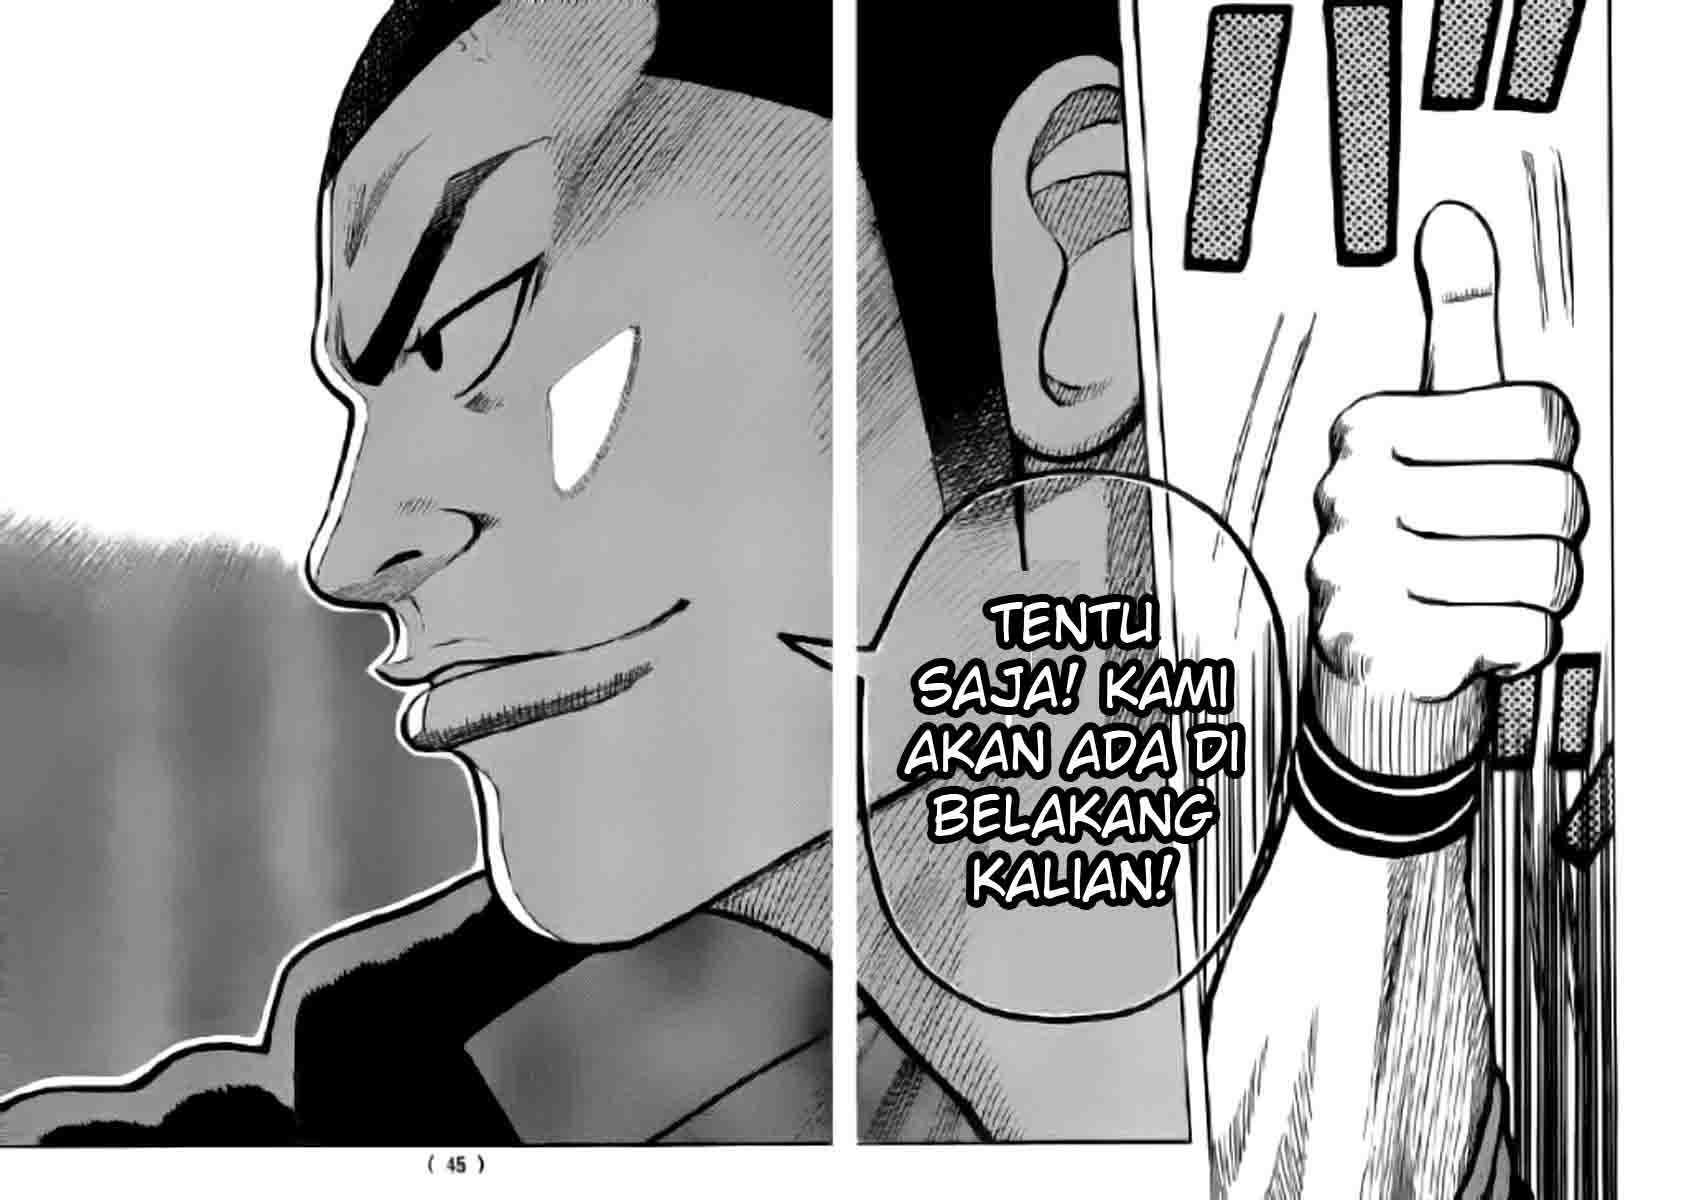 TENTU
SAJA! KAMI
AKAN ADA DI
BELAKANG
KALIAN!
( 45 )